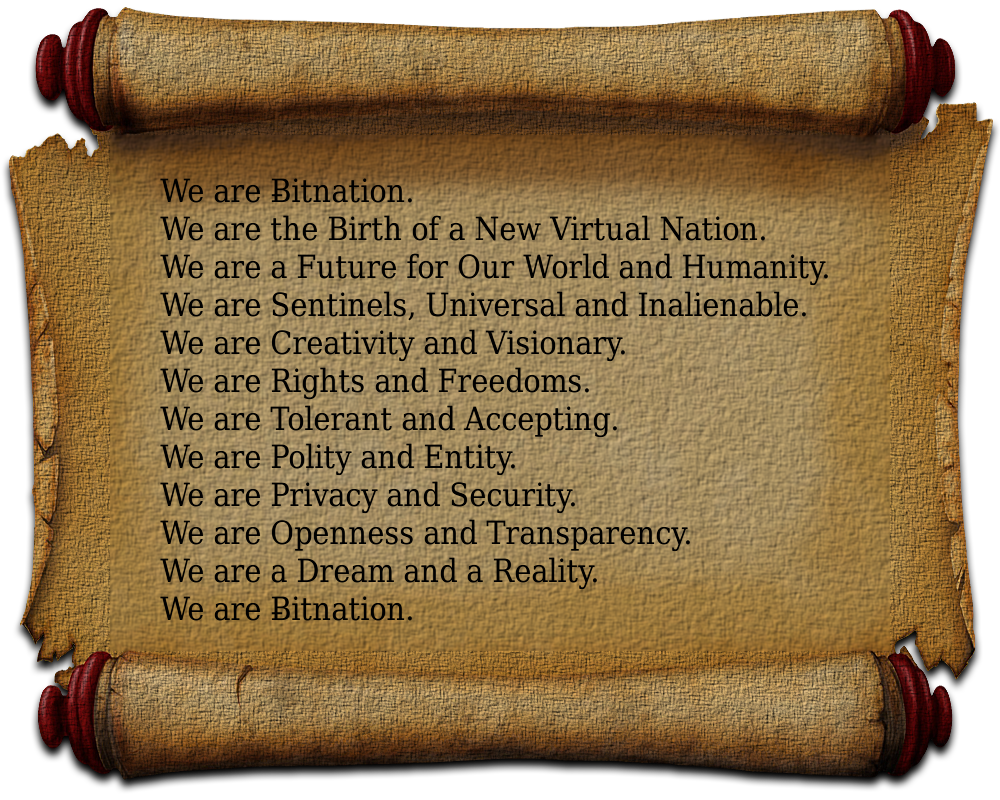 We are Ƀitnation.
We are the Birth of a New Virtual Nation.
We are a Future for Our World and Humanity.
We are Sentinels, Universal and Inalienable.
We are Creativity and Visionary.
We are Rights and Freedoms.
We are Tolerant and Accepting.
We are Polity and Entity.
We are Privacy and Security.
We are Openness and Transparency.
We are a Dream and a Reality.
We are Ƀitnation.